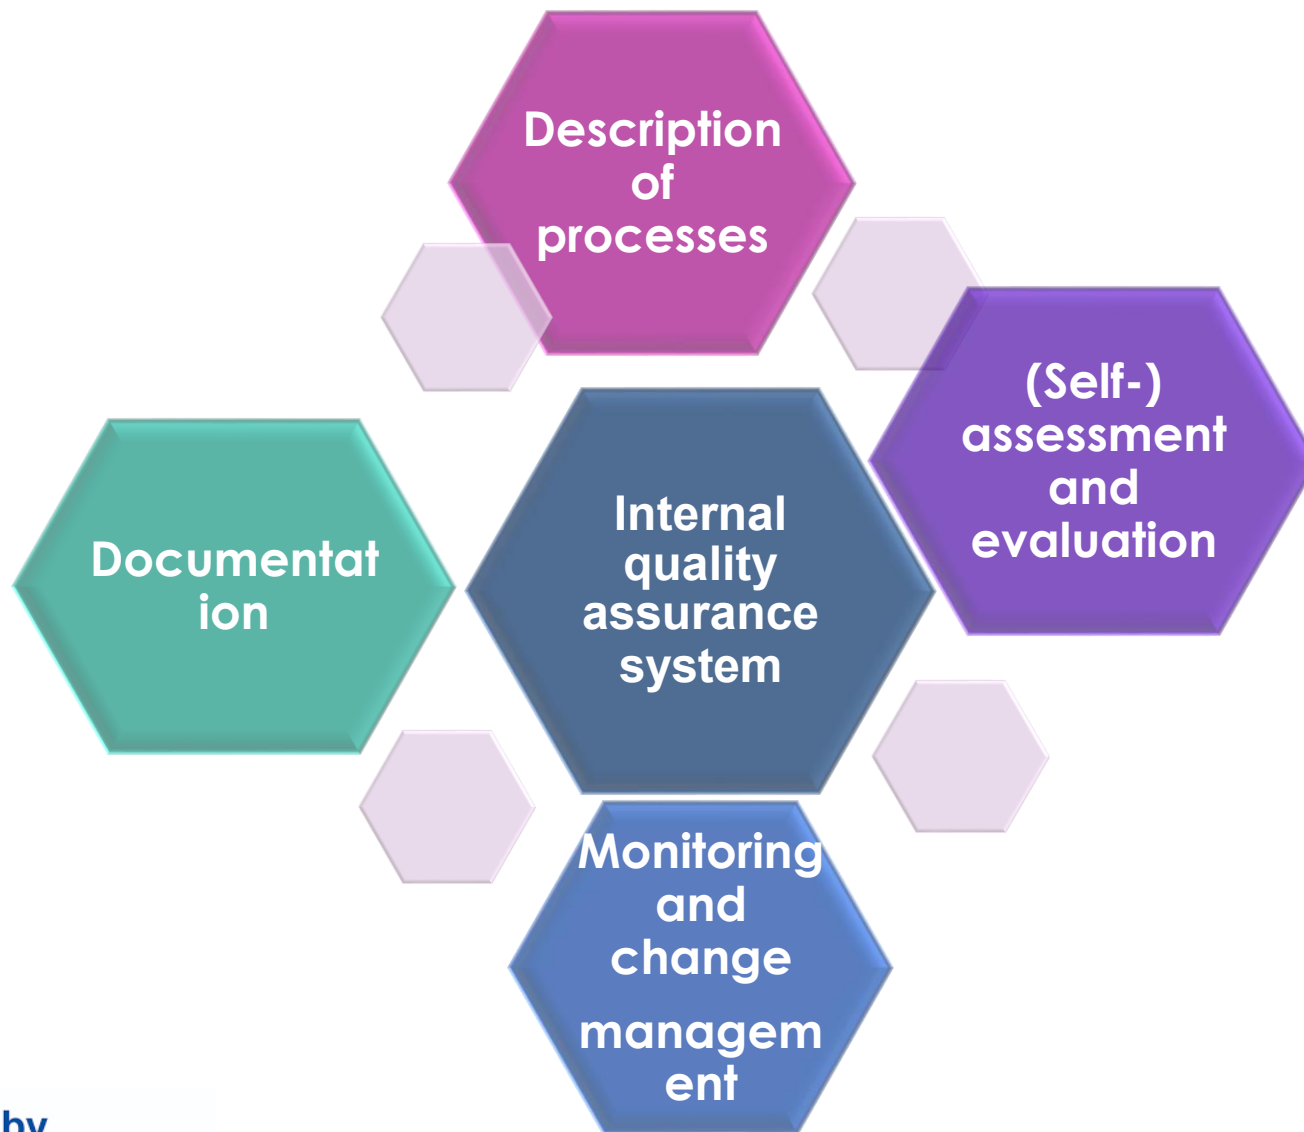 Description
of
processes
(Self-)
assessment
and
evaluation
Documentat
ion
Internal
quality
assurance
system
Monitoring
and
change
managem
ent
by